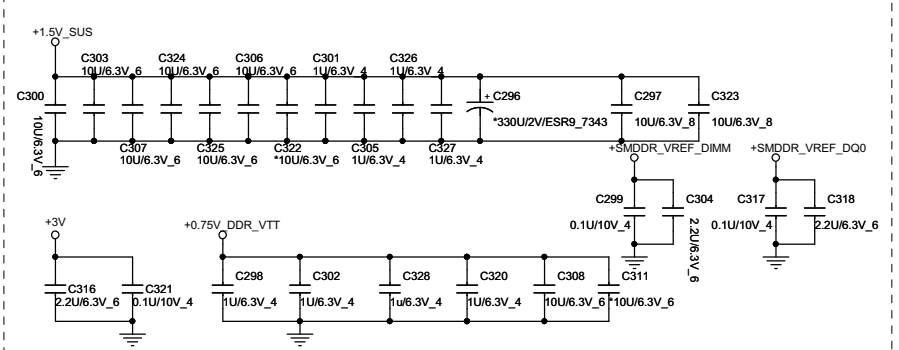 +1.5V_SUS
C303 C324 C306 C301 C326
10U/6.3V_6 10U/6.3V_6 10U/6.3V_6 1U/6.3V_4 1U/6.3V_4
C300 + C296 C297 C323
10U/6.3V_6
*330U/2V/ESR9_7343 10U/6.3V_8 10U/6.3V_8
C307 C325 C322 C305 C327
10U/6.3V_6 10U/6.3V_6 *10U/6.3V_6 1U/6.3V_4 1U/6.3V_4
+SMDDR_VREF_DIMM +SMDDR_VREF_DQ0
C299 C304 C317 C318
0.1U/10V_4 2.2U/6.3V_6 0.1U/10V_4 2.2U/6.3V_6
+3V +0.75V_DDR_VTT
C316 C321 C298 C302 C328 C320 C308 C311
2.2U/6.3V_6 0.1U/10V_4 1U/6.3V_4 1U/6.3V_4 1u/6.3V_4 1U/6.3V_4 10U/6.3V_6 *10U/6.3V_6